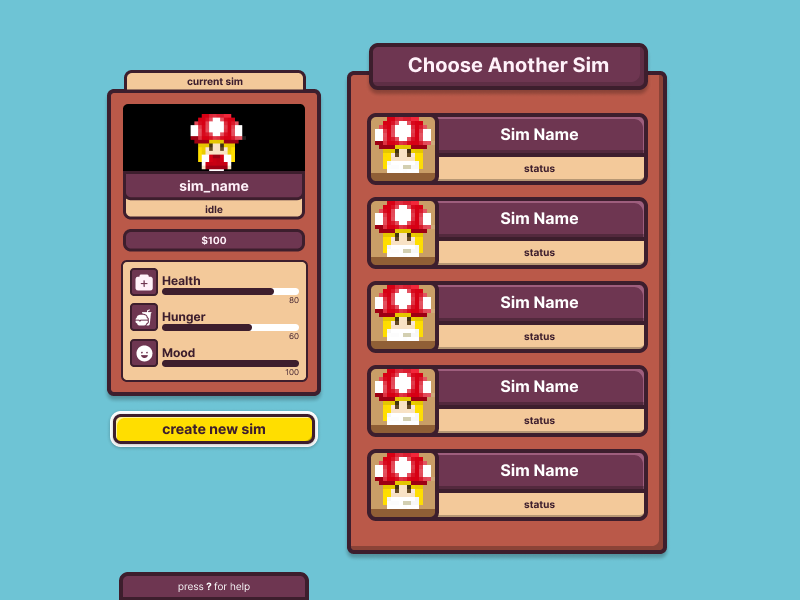 current sim
sim_name
idle
$100
Health
80
Hunger
60
Mood
100
create new sim
press ? for help
Choose Another Sim
Sim Name
status
Sim Name
status
Sim Name
status
Sim Name
status
Sim Name
status